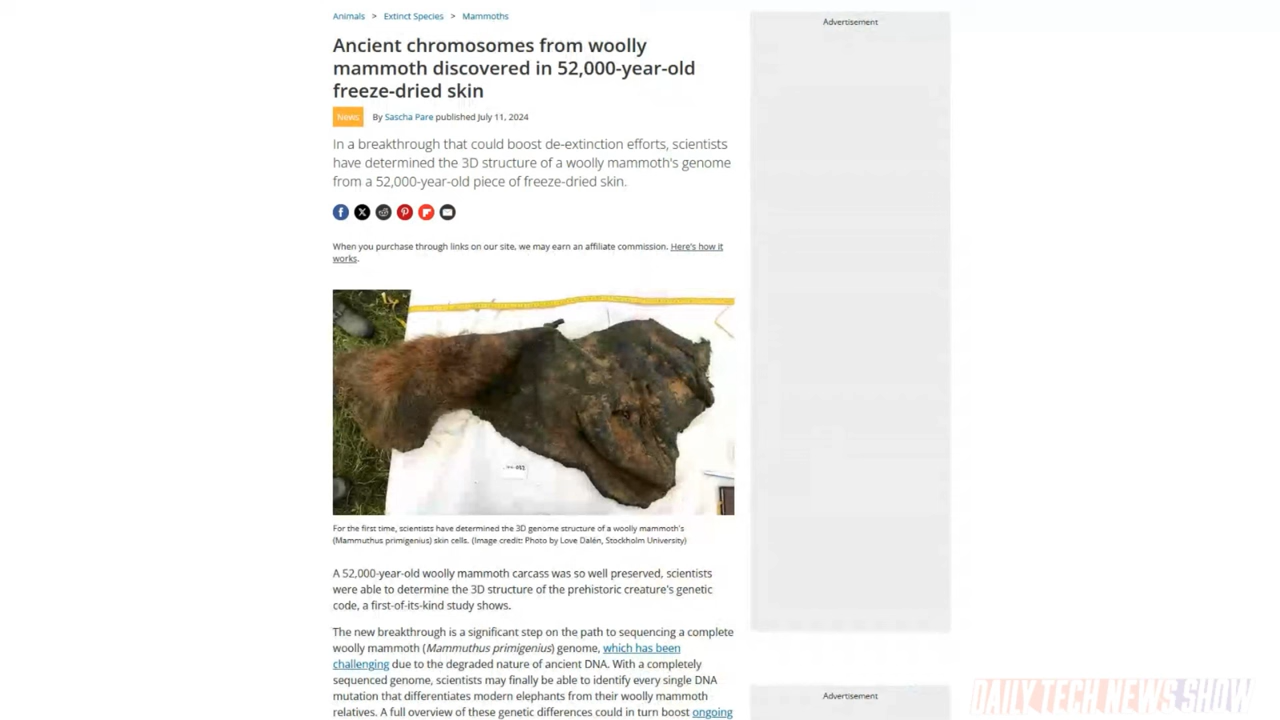 Animals > Extinct Species > Mammoths
Advertisement
Ancient chromosomes from woolly
mammoth discovered in 52,000-year-old
freeze-dried skin
News
By Sascha Pare published July 11, 2024
In a breakthrough that could boost de-extinction efforts, scientists
have determined the 3D structure of a woolly mammoth's genome
from a 52,000-year-old piece of freeze-dried skin.
When you purchase through links on our site, we may earn an affiliate commission. Here's how it
works.
For the first time, scientists have determined the 3D genome structure of a woolly mammoth's
(Mammuthus primigenius) skin cells. (Image credit: Photo by Love Dalén, Stockholm University)
A 52,000-year-old woolly mammoth carcass was so well preserved, scientists
were able to determine the 3D structure of the prehistoric creature's genetic
code, a first-of-its-kind study shows.
The new breakthrough is a significant step on the path to sequencing a complete
woolly mammoth (Mammuthus primigenius) genome, which has been
challenging due to the degraded nature of ancient DNA. With a completely
sequenced genome, scientists may finally be able to identify every single DNA
mutation that differentiates modern elephants from their woolly mammoth
relatives. A full overview of these genetic differences could in turn boost ongoing
Advertisement
DAILY TECH NEWS SHOW